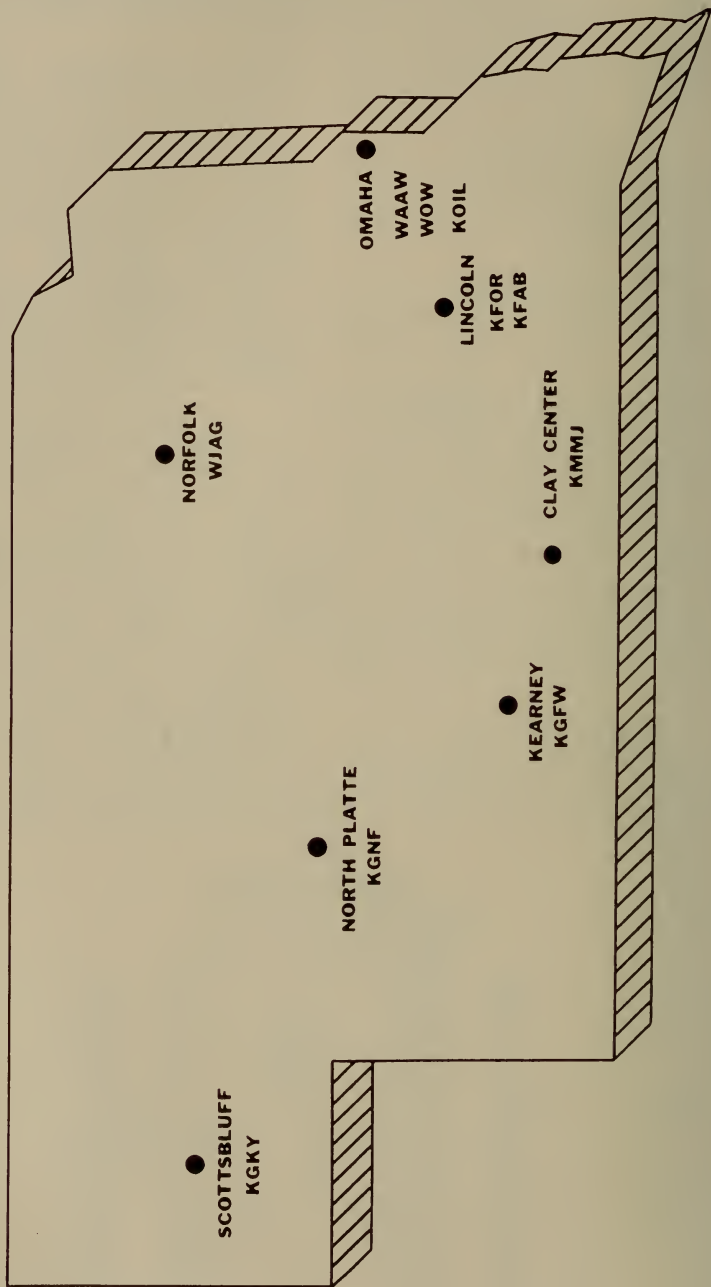 SCOTTSBLUFF
KGKY
NORTH PLATTE
KGNF
KEARNEY
KGFW
CLAY CENTER
KMMJ
NORFOLK
WJAG
LINCOLN
KFOR
KFAB
OMAHA
WAAW
WOW
KOIL